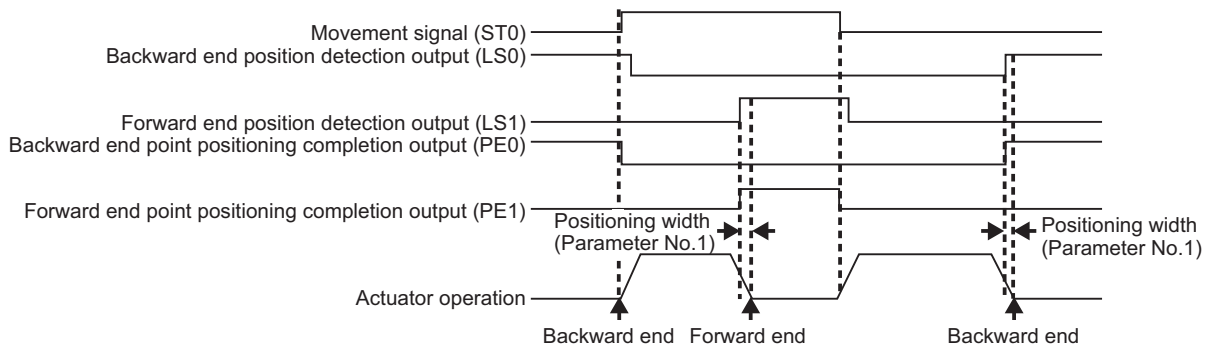 Movement signal (ST0)
Backward end position detection output (LS0)
Forward end position detection output (LS1)
Backward end point positioning completion output (PE0)
Forward end point positioning completion output (PE1)
Positioning width
(Parameter No.1)
Positioning width
(Parameter No.1)
Actuator operation
Backward end
Forward end
Backward end